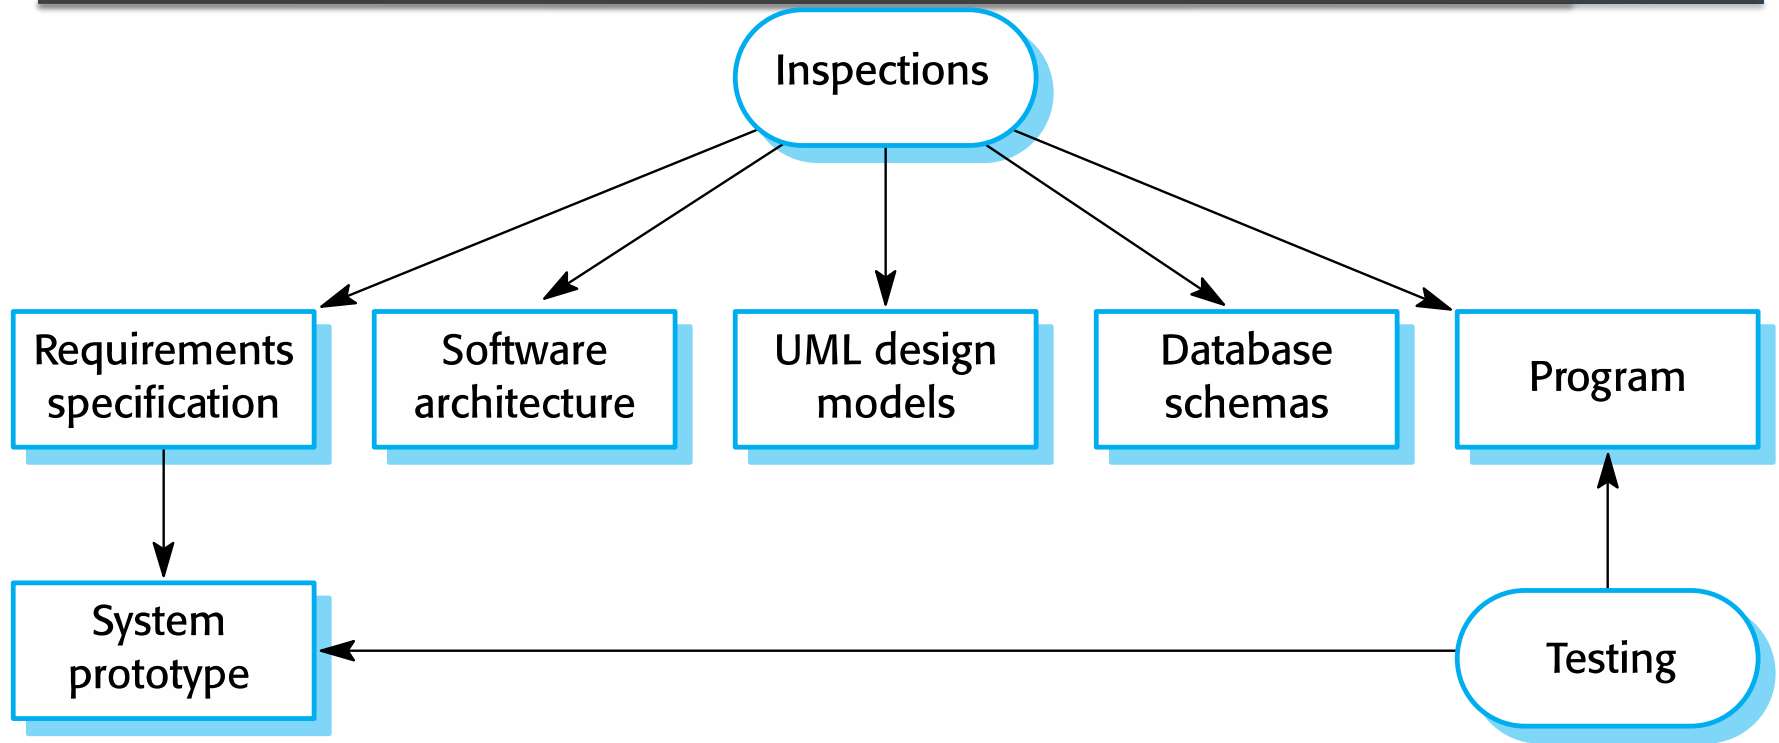 Inspections
Requirements
specification
Software
architecture
UML design
models
Database
schemas
Program
System
prototype
Testing